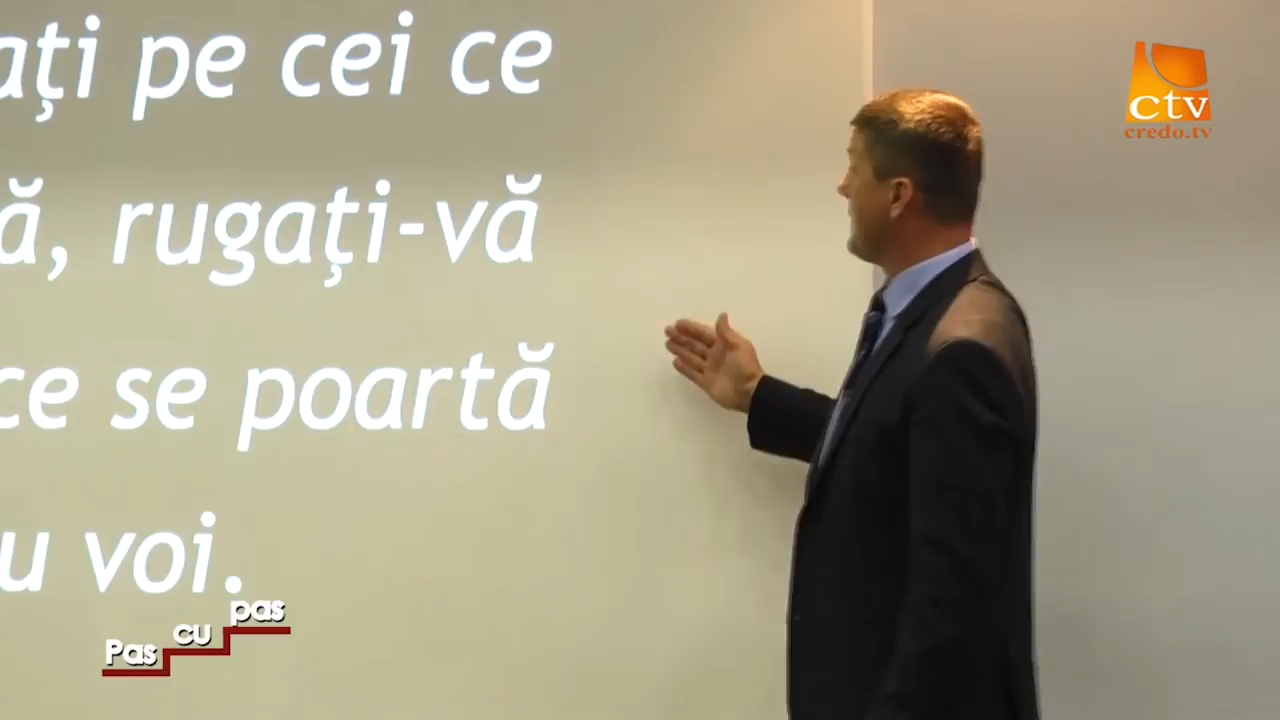 ați pe cei ce
ă, rugați-vă
ce se poartă
u voi.
Pas cu pas
ctv
credo.tv